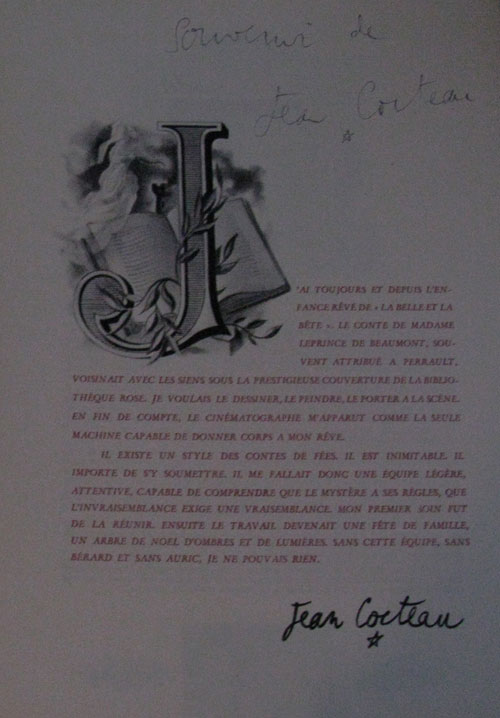 Souvenir de
Jean Cocteau
J
'AI TOUJOURS ET DEPUIS L'EN-
FANCE RÊVÉ DE « LA BELLE ET LA
BÊTE ». LE CONTE DE MADAME
LEPRINCE DE BEAUMONT, SOU-
VENT ATTRIBUÉ A PERRAULT,
VOISINAIT AVEC LES SIENS SOUS LA PRESTIGIEUSE COUVERTURE DE LA BIBLIO-
THÈQUE ROSE. JE VOULAIS LE DESSINER, LE PEINDRE, LE PORTER A LA SCÈNE.
EN FIN DE COMPTE, LE CINÉMATOGRAPHE M'APPARUT COMME LA SEULE
MACHINE CAPABLE DE DONNER CORPS A MON RÊVE.
IL EXISTE UN STYLE DES CONTES DE FÉES. IL EST INIMITABLE. IL
IMPORTE DE S'Y SOUMETTRE. IL ME FALLAIT DONC UNE ÉQUIPE LÉGÈRE,
ATTENTIVE, CAPABLE DE COMPRENDRE QUE LE MYSTÈRE A SES RÈGLES, QUE
L'INVRAISEMBLANCE EXIGE UNE VRAISEMBLANCE. MON PREMIER SOIN FUT
DE LA RÉUNIR. ENSUITE LE TRAVAIL DEVENAIT UNE FÊTE DE FAMILLE,
UN ARBRE DE NOEL D'OMBRES ET DE LUMIÈRES. SANS CETTE ÉQUIPE, SANS
BÉRARD ET SANS AURIC, JE NE POUVAIS RIEN.
Jean Cocteau